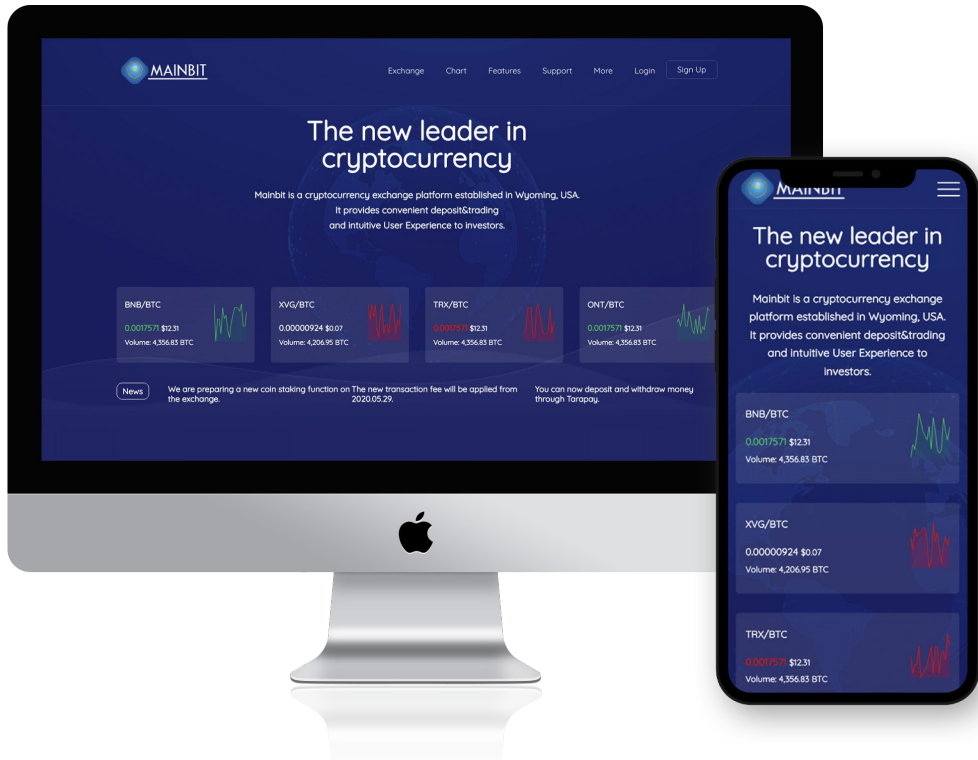 MAINBIT
Exchange Chart Features Support More Login Sign Up
The new leader in
cryptocurrency
Mainbit is a cryptocurrency exchange platform established in Wyoming, USA.
It provides convenient deposit&trading
and intuitive User Experience to investors.
BNB/BTC
0.0017571 $12.31
Volume: 4,356.83 BTC
XVG/BTC
0.00000924 $0.07
Volume: 4,206.95 BTC
TRX/BTC
0.0017571 $12.31
Volume: 4,356.83 BTC
ONT/BTC
0.0017571 $12.31
Volume: 4,356.83 BTC
News
We are preparing a new coin staking function on
the exchange.
The new transaction fee will be applied from
2020.05.29.
You can now deposit and withdraw money
through Tarapay.
MAINBIT
The new leader in
cryptocurrency
Mainbit is a cryptocurrency exchange
platform established in Wyoming, USA.
It provides convenient deposit&trading
and intuitive User Experience to
investors.
BNB/BTC
0.0017571 $12.31
Volume: 4,356.83 BTC
XVG/BTC
0.00000924 $0.07
Volume: 4,206.95 BTC
TRX/BTC
0.0017571 $12.31
Volume: 4,356.83 BTC